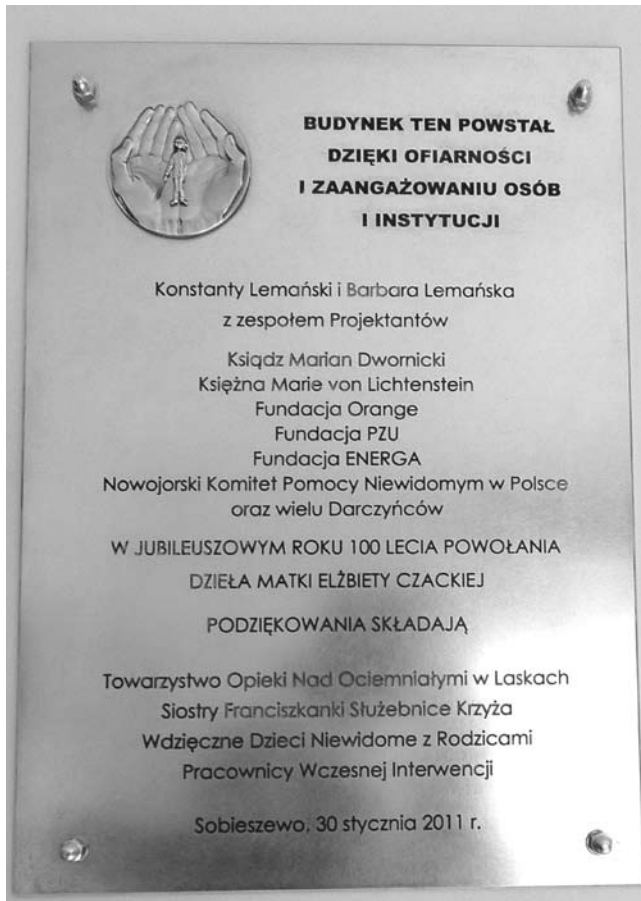 BUDYNEK TEN POWSTAŁ
DZIĘKI OFIARNOŚCI
I ZAANGAŻOWANIU OSÓB
I INSTYTUCJI
Konstanty Lemański i Barbara Lemańska
z zespołem Projektantów
Ksiądz Marian Dwornicki
Księżna Marie von Lichtenstein
Fundacja Orange
Fundacja PZU
Fundacja ENERGA
Nowojorski Komitet Pomocy Niewidomym w Polsce
oraz wielu Darczyńców
W JUBILEUSZOWYM ROKU 100 LECIA POWOŁANIA
DZIEŁA MATKI ELŻBIETY CZACKIEJ
PODZIĘKOWANIA SKŁADAJĄ
Towarzystwo Opieki Nad Ociemniałymi w Laskach
Siostry Franciszkanki Służebnice Krzyża
Wdzięczne Dzieci Niewidome z Rodzicami
Pracownicy Wczesnej Interwencji
Sobieszewo, 30 stycznia 2011 r.